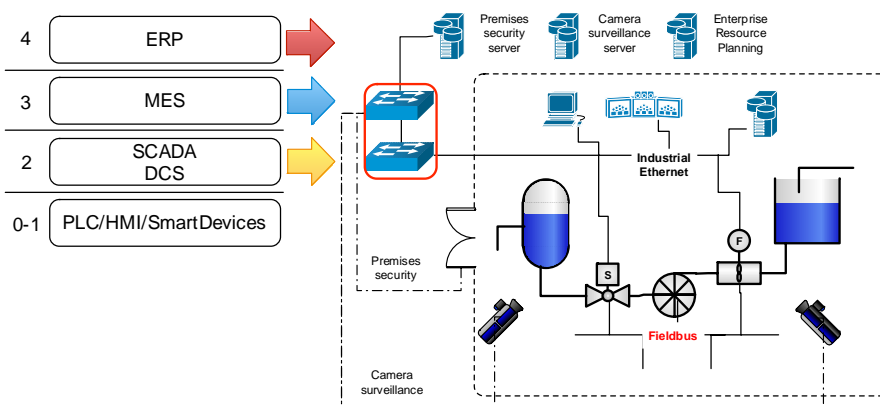 4
ERP
3
MES
2
SCADA
DCS
0-1
PLC/HMI/SmartDevices
Premises
security
server
Camera
surveillance
server
Enterprise
Resource
Planning
Industrial
Ethernet
F
S
Premises
security
Fieldbus
Camera
surveillance